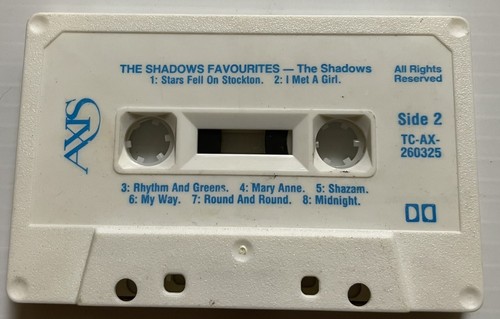 THE SHADOWS FAVOURITES — The Shadows
1: Stars Fell On Stockton. 2: I Met A Girl.
All Rights
Reserved
AXIS
Side 2
TC-AX-
260325
3: Rhythm And Greens. 4: Mary Anne. 5: Shazam.
6: My Way. 7: Round And Round. 8: Midnight.